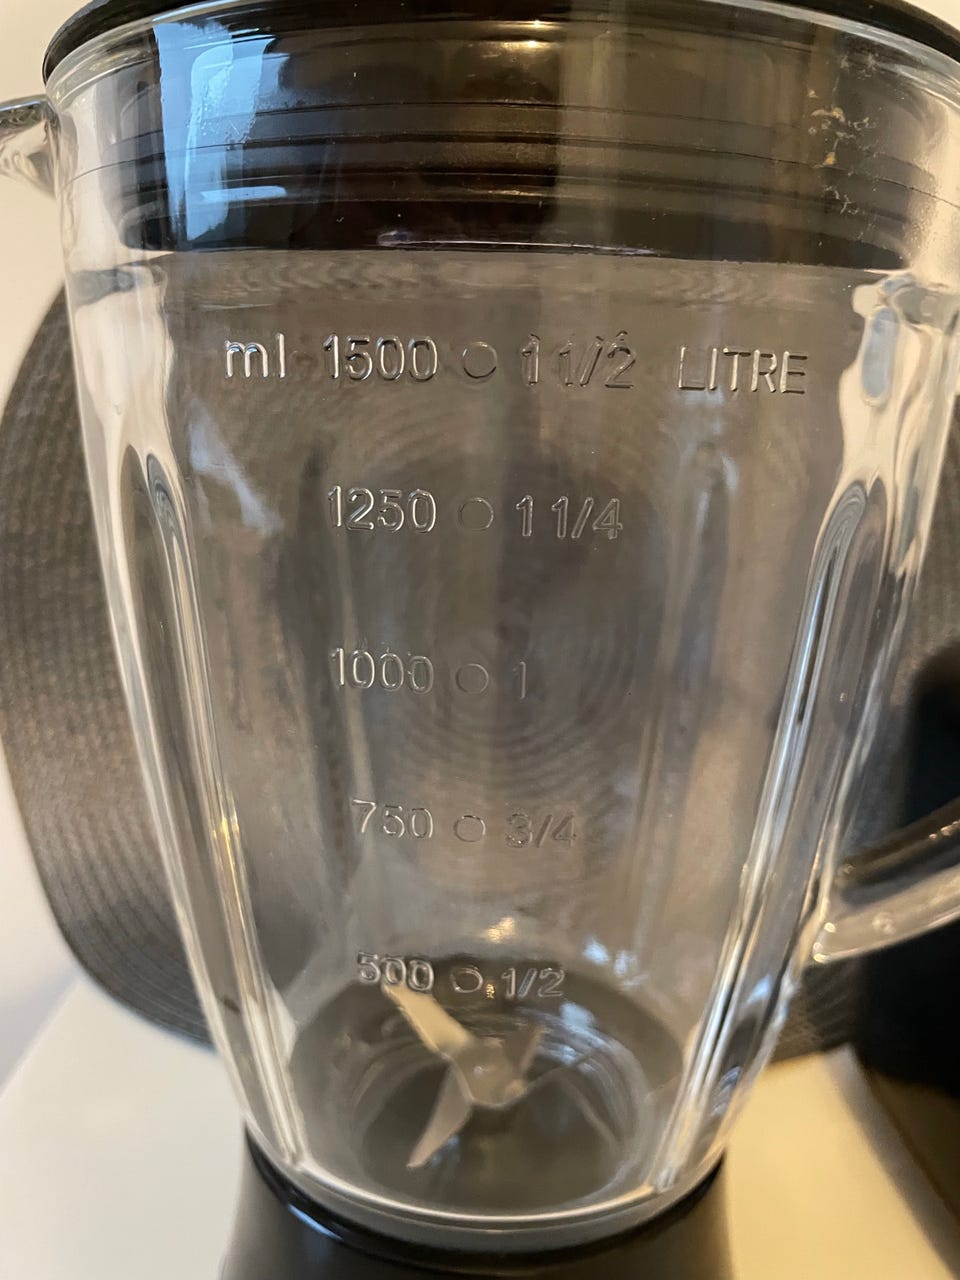 ml 1500 ○ 1 1/2 LITRE
1250 ○ 1 1/4
1000 ○ 1
750 ○ 3/4
500 ○ 1/2